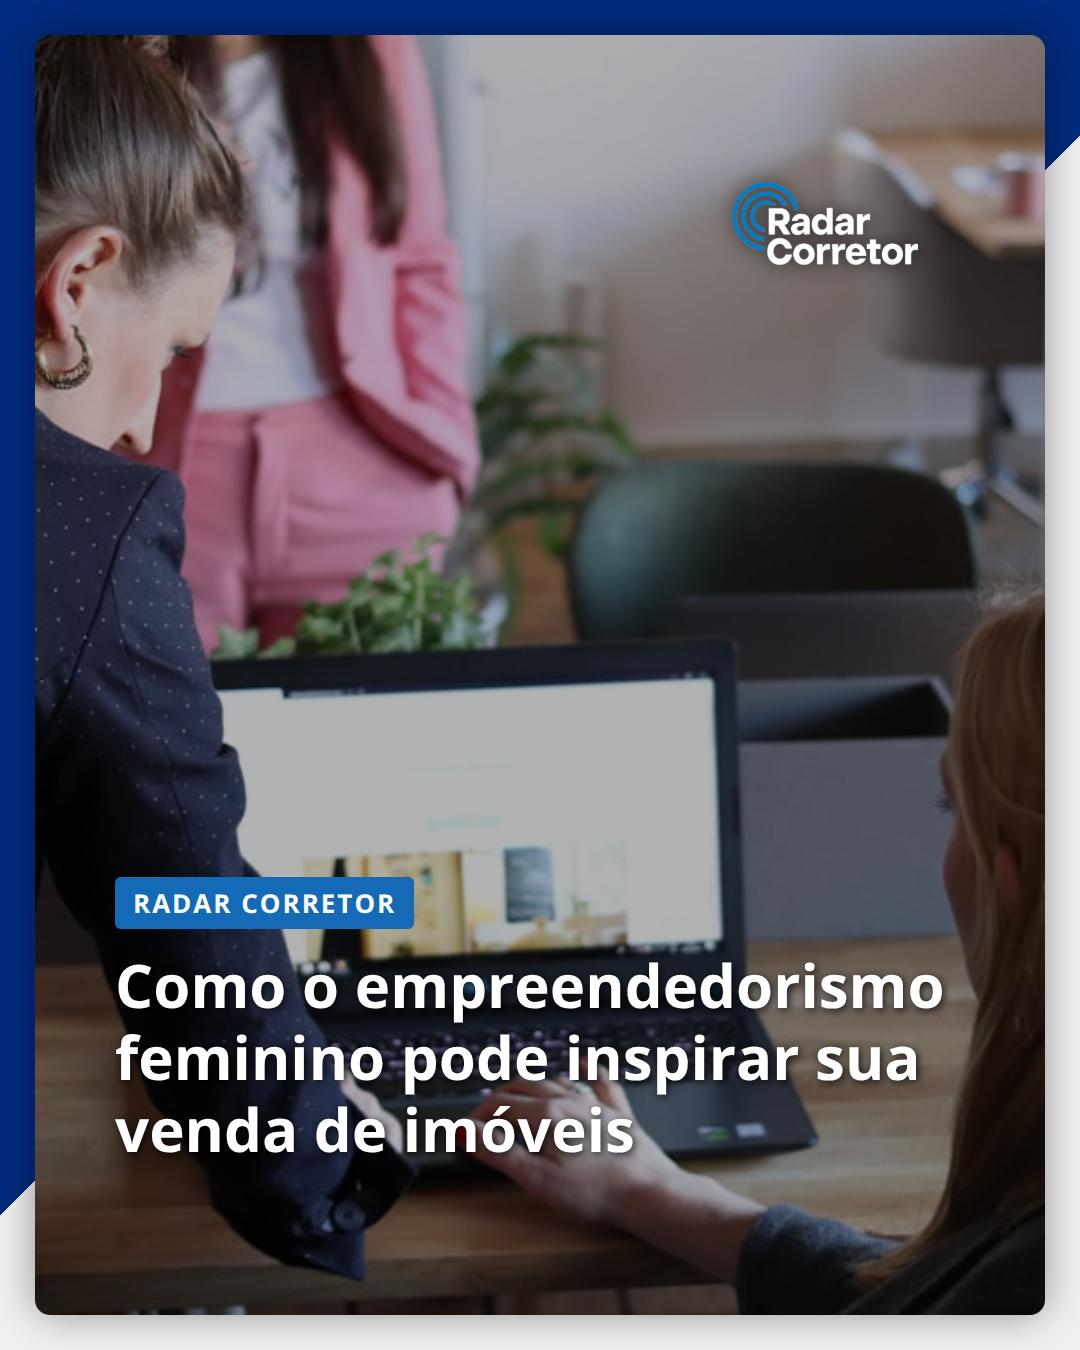 Radar
Corretor
RADAR CORRETOR
Como o empreendedorismo
feminino pode inspirar sua
venda de imóveis